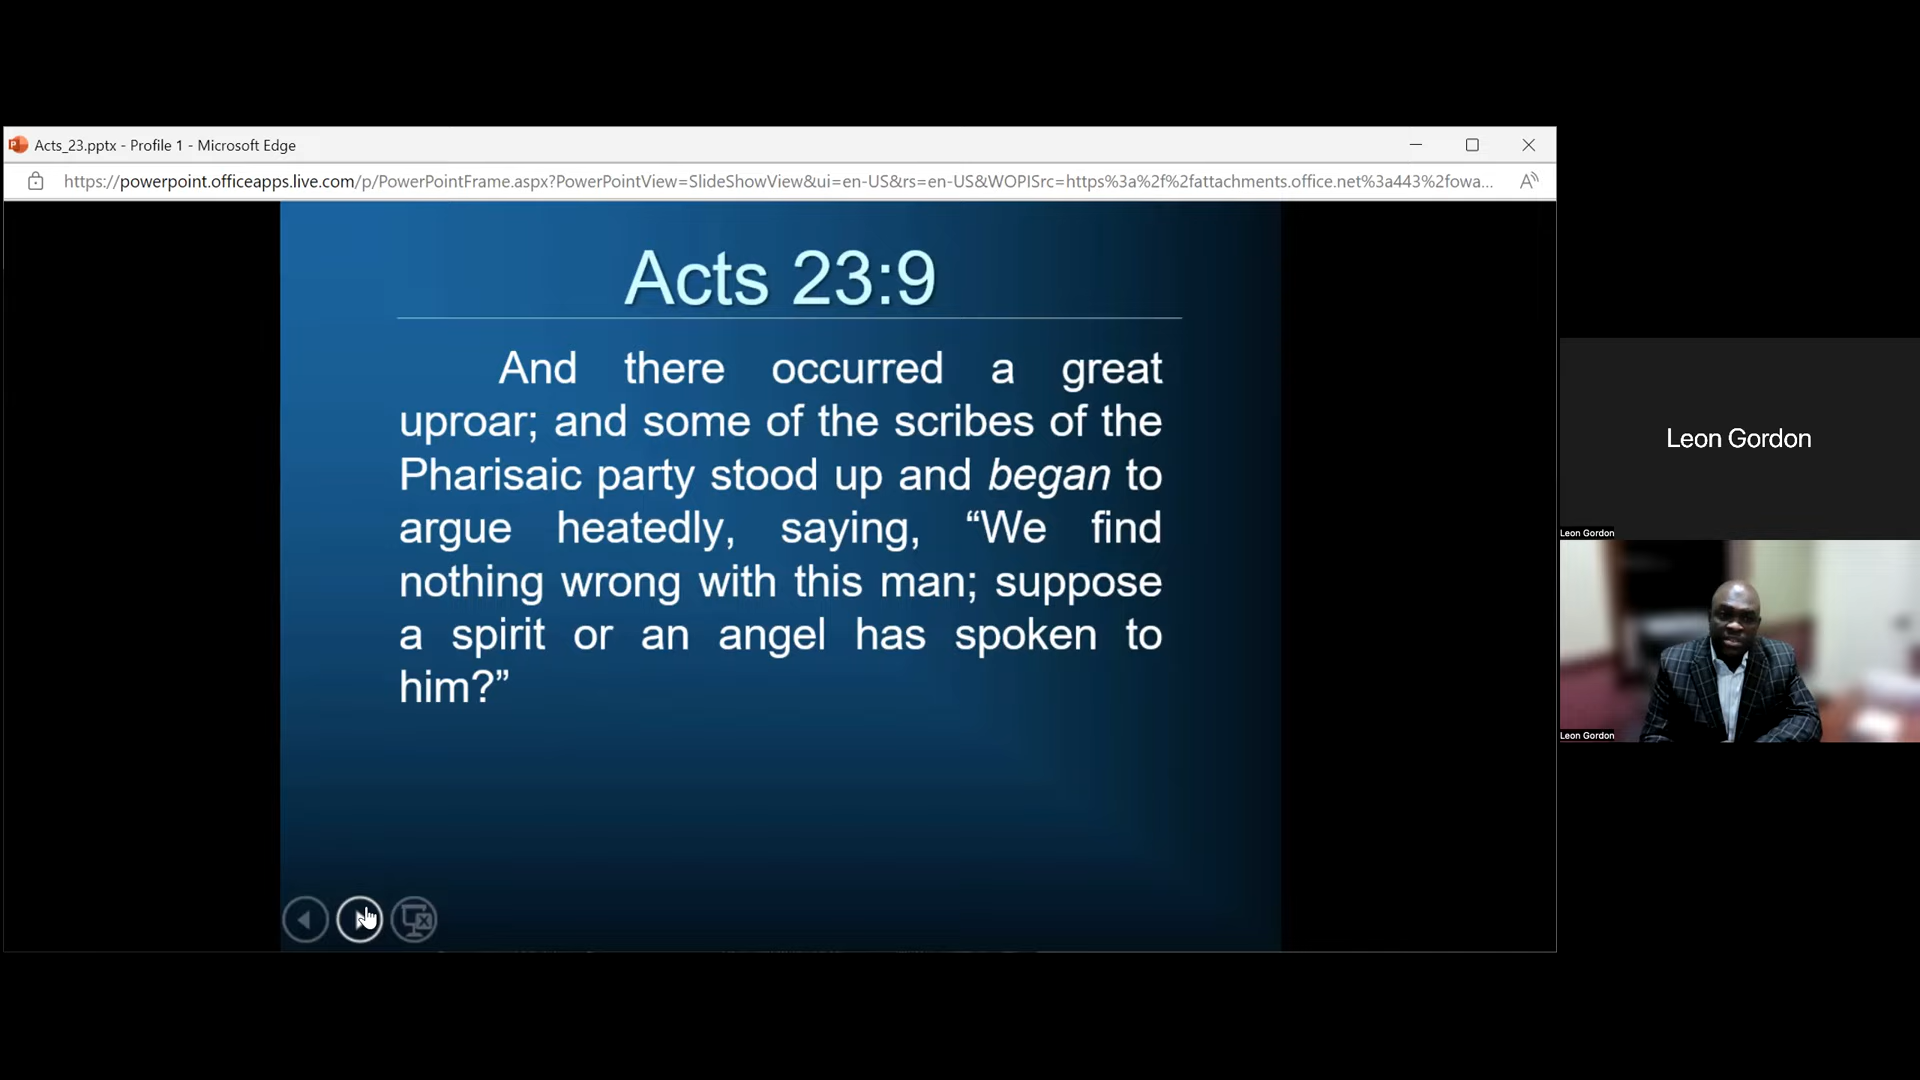 Acts_23.pptx - Profile 1 - Microsoft Edge
https://powerpoint.officeapps.live.com/p/PowerPointFrame.aspx?PowerPointView=SlideShowView&ui=en-US&rs=en-US&WOPISrc=https%3a%2f%2fattachments.office.net%3a443%2fowa...
Acts 23:9
And there occurred a great
uproar; and some of the scribes of the
Pharisaic party stood up and began to
argue heatedly, saying, “We find
nothing wrong with this man; suppose
a spirit or an angel has spoken to
him?”
Leon Gordon
Leon Gordon
Leon Gordon